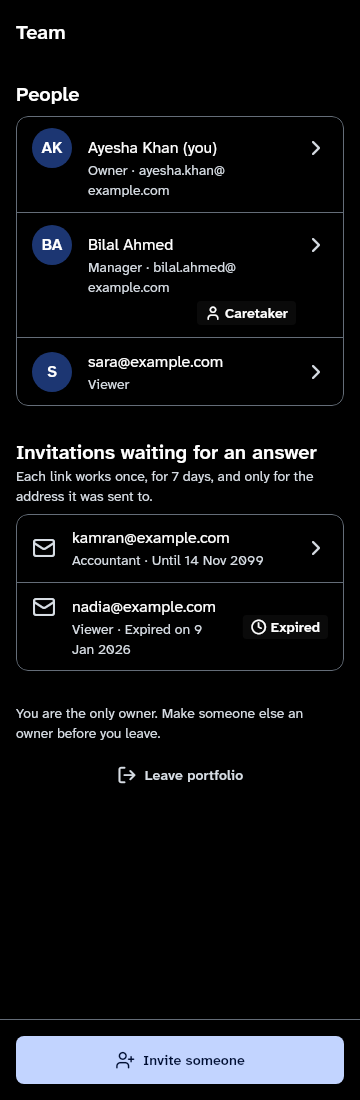 Team
People
AK
Ayesha Khan (you)
Owner · ayesha.khan@
example.com
BA
Bilal Ahmed
Manager · bilal.ahmed@
example.com
Caretaker
S
sara@example.com
Viewer
Invitations waiting for an answer
Each link works once, for 7 days, and only for the
address it was sent to.
kamran@example.com
Accountant · Until 14 Nov 2099
nadia@example.com
Viewer · Expired on 9
Jan 2026
Expired
You are the only owner. Make someone else an
owner before you leave.
Leave portfolio
Invite someone